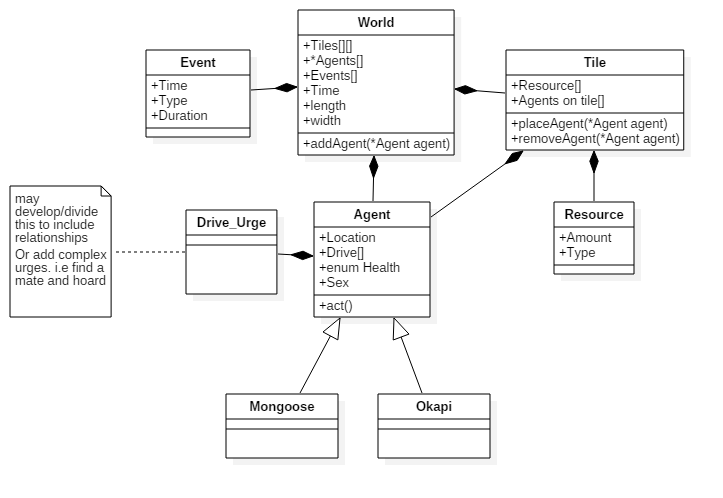 World
+Tiles[][]
+*Agents[]
+Events[]
+Time
+length
+width
+addAgent(*Agent agent)
Event
+Time
+Type
+Duration
Tile
+Resource[]
+Agents on tile[]
+placeAgent(*Agent agent)
+removeAgent(*Agent agent)
may
develop/divide
this to include
relationships
Or add complex
urges. i.e find a
mate and hoard
Drive_Urge
Agent
+Location
+Drive[]
+enum Health
+Sex
+act()
Resource
+Amount
+Type
Mongoose
Okapi